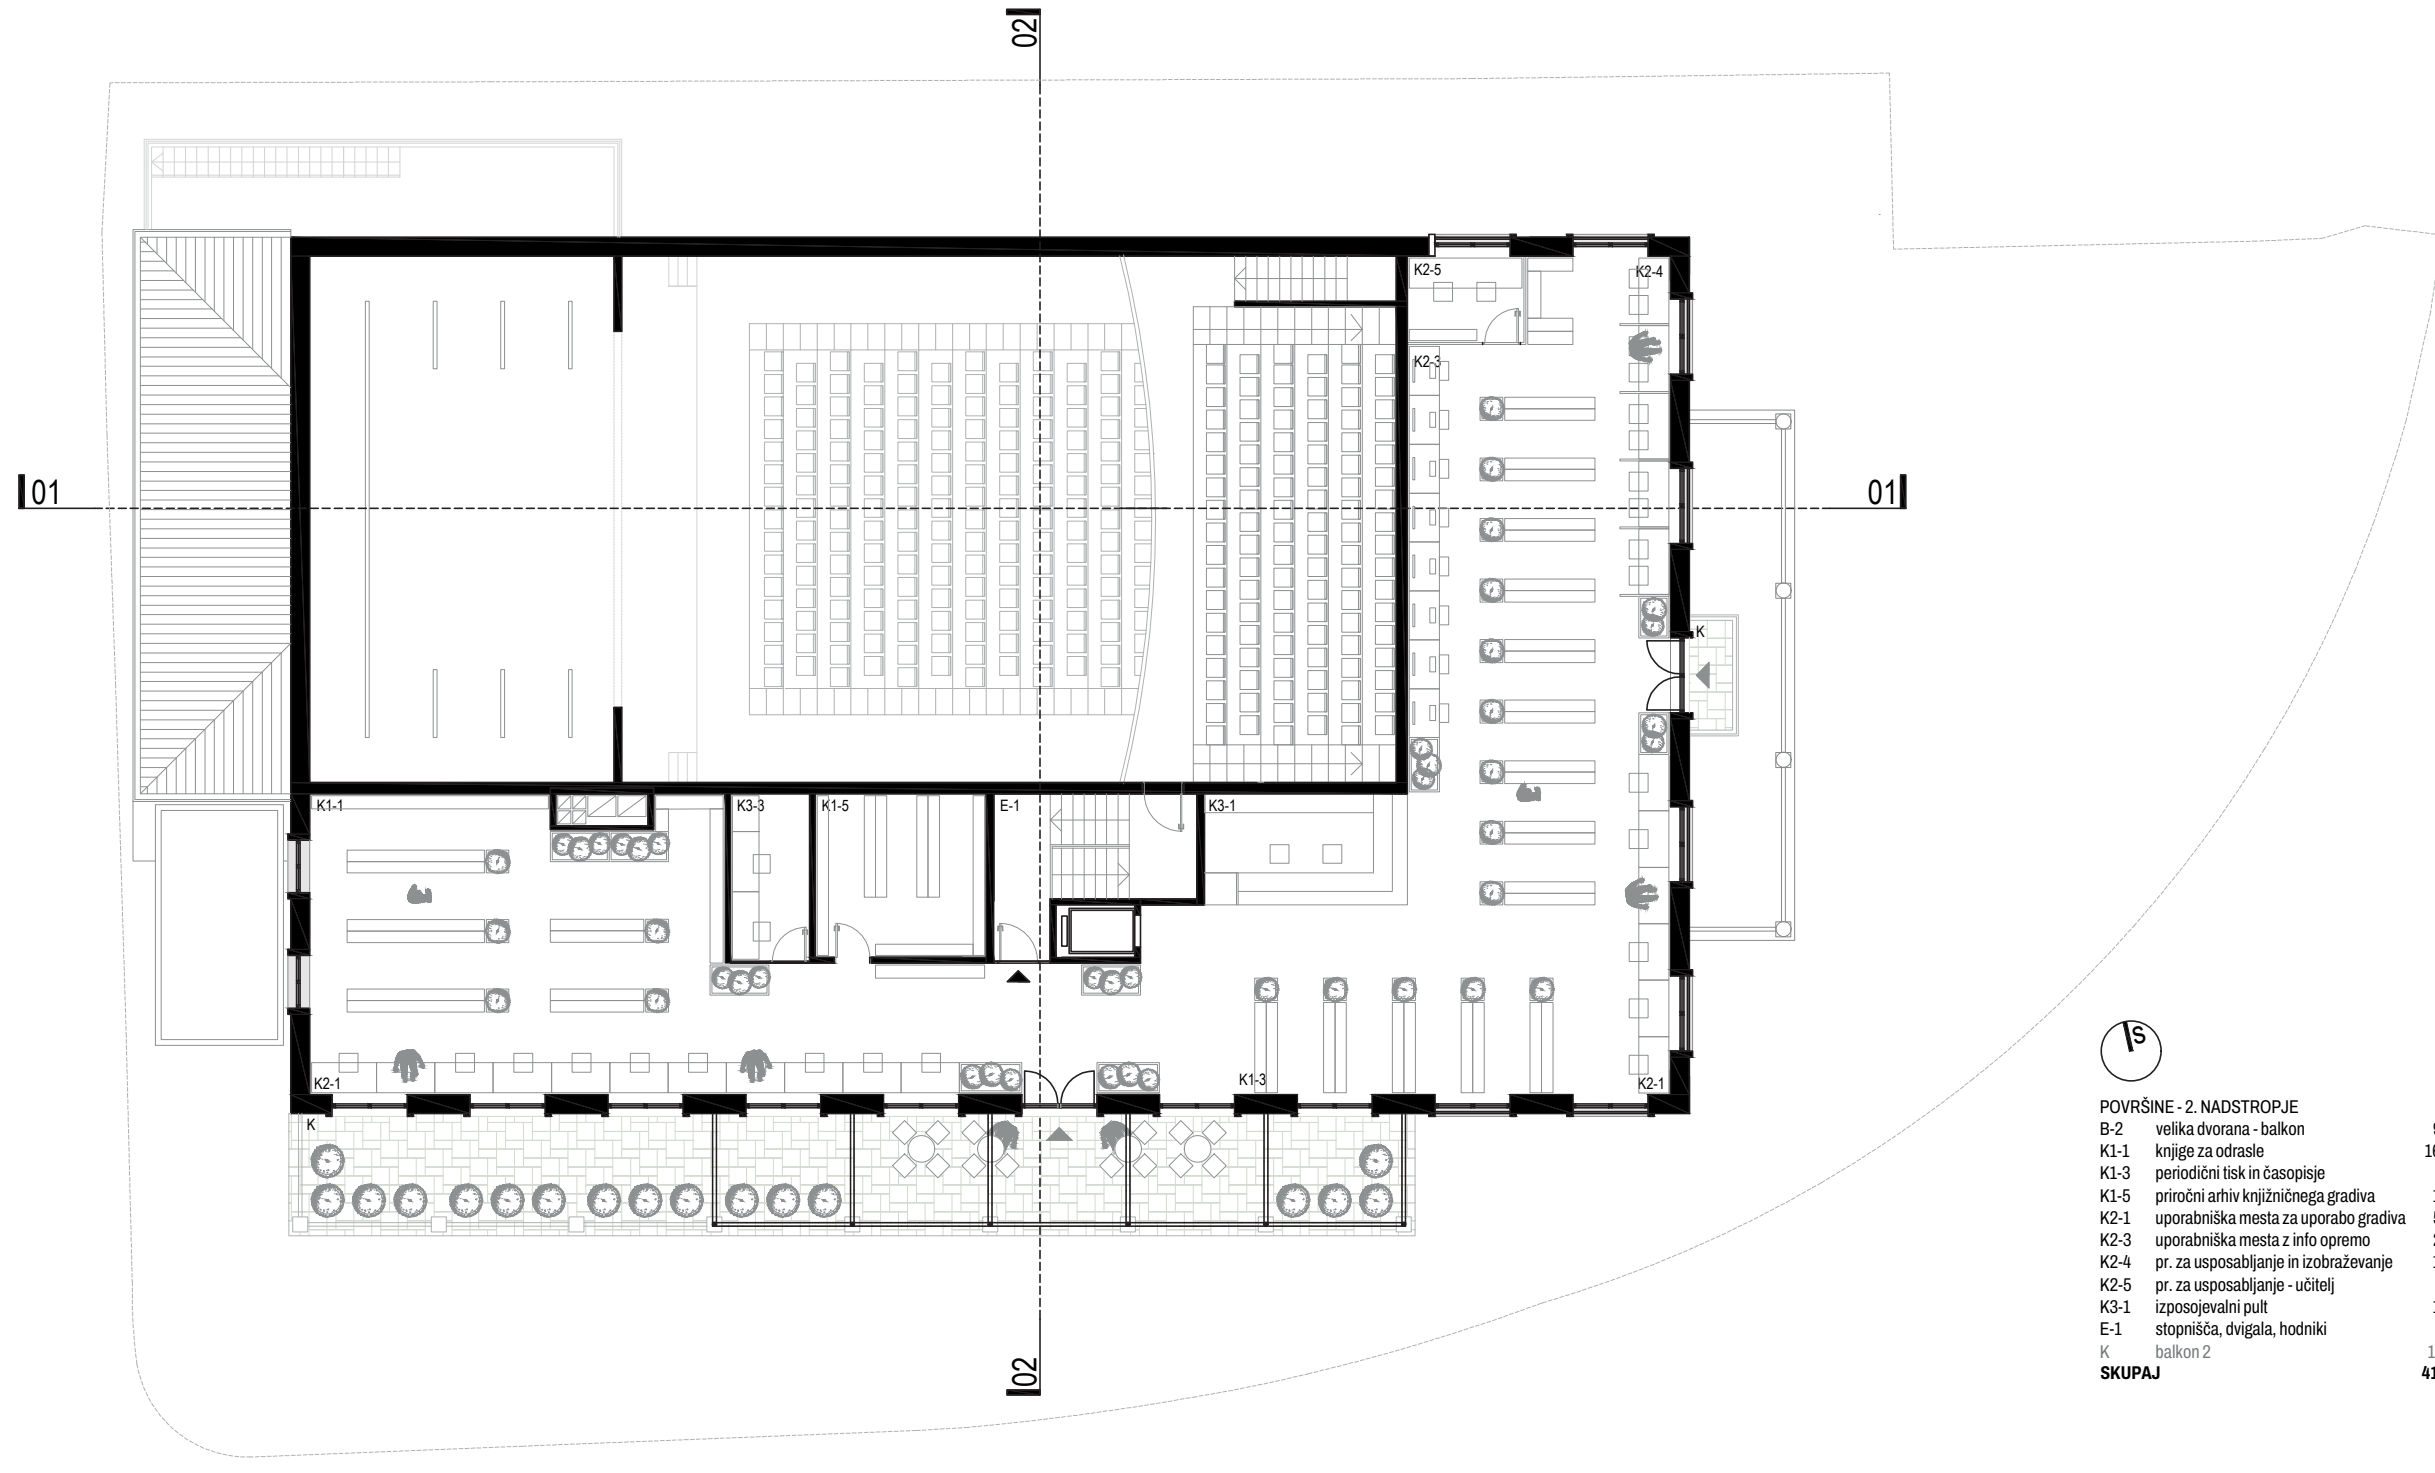 02
K2-5
K2-4
K2-3
01
01
K
K1-1
K3-3
K1-5
E-1
K3-1
K2-1
K1-3
K2-1
K
S
02
POVRŠINE - 2. NADSTROPJE
B-2 velika dvorana - balkon
K1-1 knjige za odrasle
K1-3 periodični tisk in časopisje
K1-5 priročni arhiv knjižničnega gradiva
K2-1 uporabniška mesta za uporabo gradiva
K2-3 uporabniška mesta z info opremo
K2-4 pr. za usposabljanje in izobraževanje
K2-5 pr. za usposabljanje - učitelj
K3-1 izposojevalni pult
E-1 stopnišča, dvigala, hodniki
K balkon 2
SKUPAJ